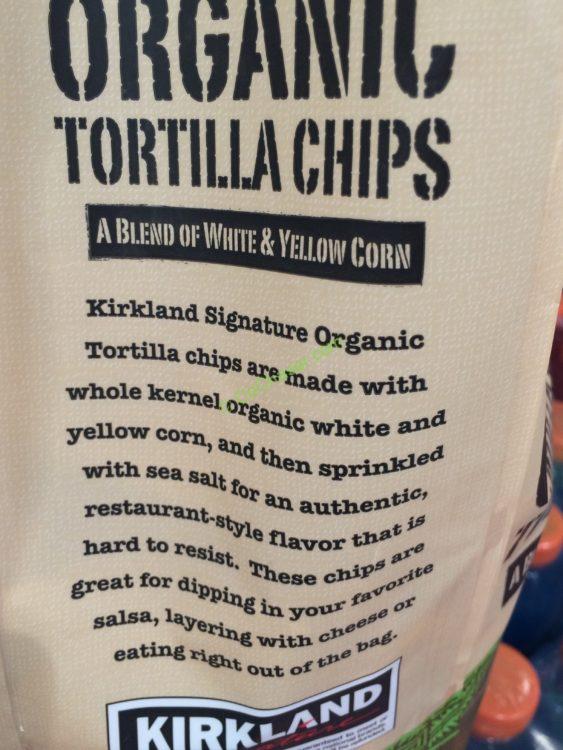 ORGANIC
TORTILLA CHIPS
A BLEND OF WHITE & YELLOW CORN
Kirkland Signature Organic
Tortilla chips are made with
whole kernel organic white and
yellow corn, and then sprinkled
with sea salt for an authentic,
restaurant-style flavor that is
hard to resist. These chips are
great for dipping in your favorite
salsa, layering with cheese or
eating right out of the bag.
KIRKLAND